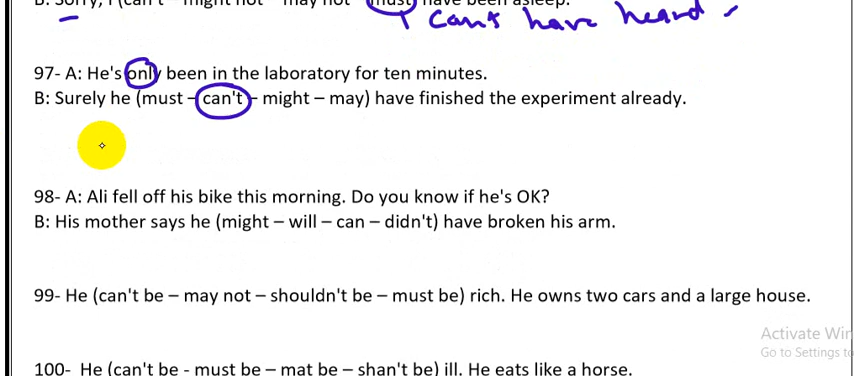 B: Sorry, I (can't – might not – may not – must) have been asleep.
can't have heard
97- A: He's only been in the laboratory for ten minutes.
B: Surely he (must – can't – might – may) have finished the experiment already.
98- A: Ali fell off his bike this morning. Do you know if he's OK?
B: His mother says he (might – will – can – didn't) have broken his arm.
99- He (can't be – may not – shouldn't be – must be) rich. He owns two cars and a large house.
Activate Win
Go to Settings to
100- He (can't be - must be – mat be – shan't be) ill. He eats like a horse.